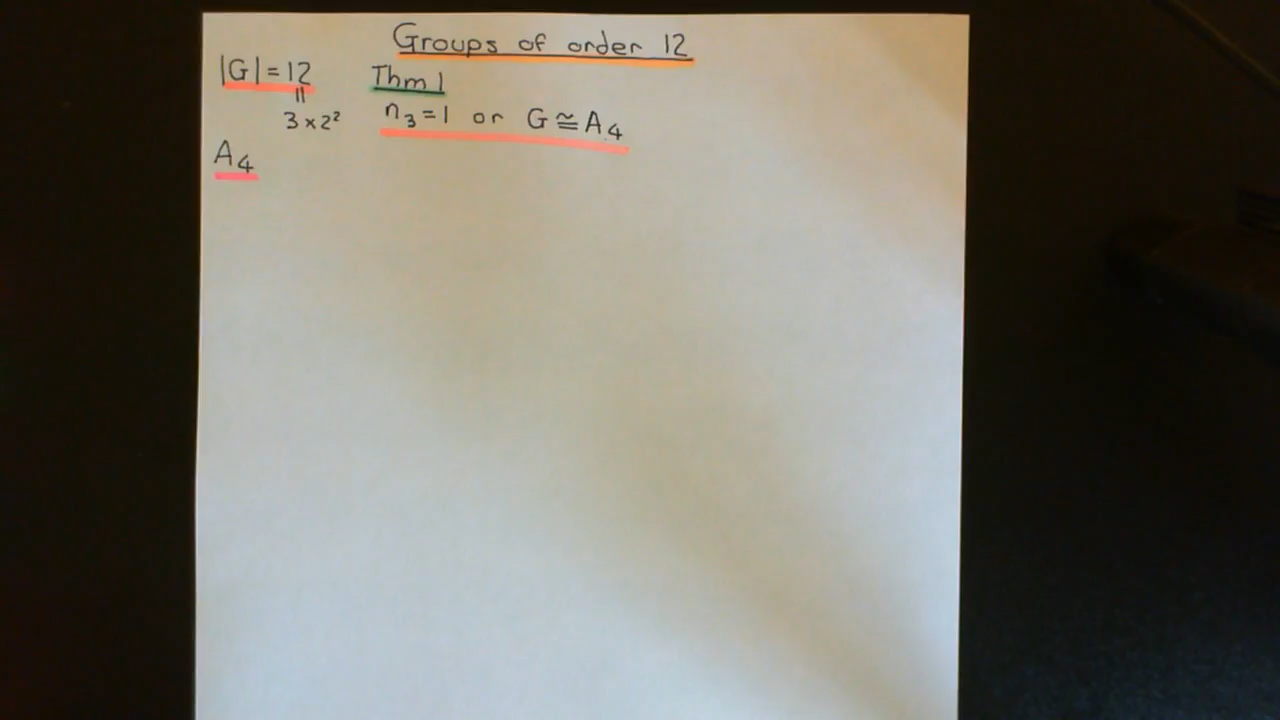 Groups of order 12
|G| = 12
Thm 1
||
3 × 2²
n₃ = 1 or G ≅ A₄
A₄